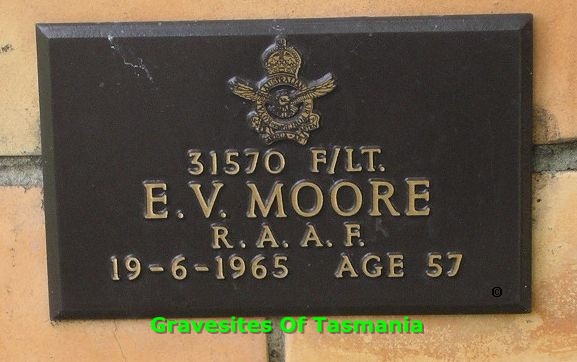 31570 F/LT.
E.V. MOORE
R.A.A.F.
19-6-1965 AGE 57
©
Gravesites Of Tasmania